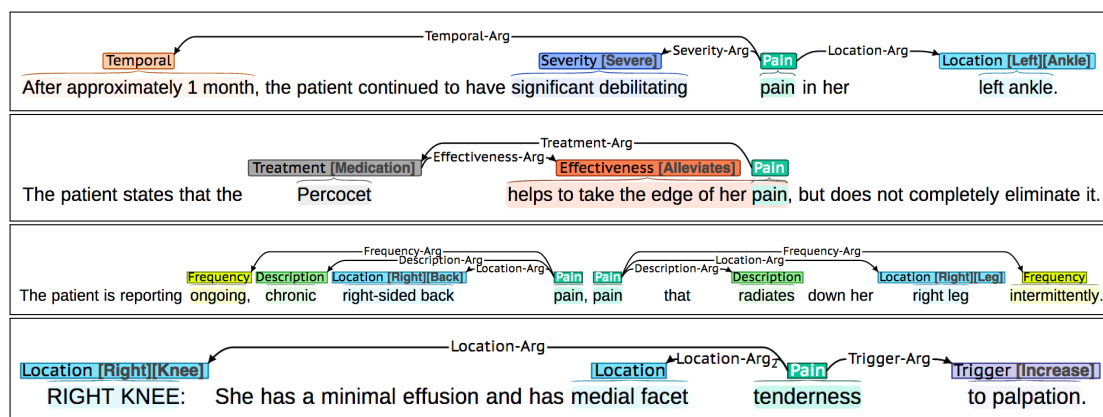 Temporal-Arg
Severity-Arg Location-Arg
Temporal Severity [Severe] Pain Location [Left][Ankle]
After approximately 1 month, the patient continued to have significant debilitating pain in her left ankle.
Treatment-Arg
Effectiveness-Arg
Treatment [Medication] Effectiveness [Alleviates] Pain
The patient states that the Percocet helps to take the edge of her pain, but does not completely eliminate it.
Frequency-Arg Frequency-Arg
Description-Arg Location-Arg
Location-Arg Description-Arg
Frequency Description Location [Right][Back] Pain Pain Description Location [Right][Leg] Frequency
The patient is reporting ongoing, chronic right-sided back pain, pain that radiates down her right leg intermittently.
Location-Arg
Location-Arg2 Trigger-Arg
Location [Right][Knee] Location Pain Trigger [Increase]
RIGHT KNEE: She has a minimal effusion and has medial facet tenderness to palpation.